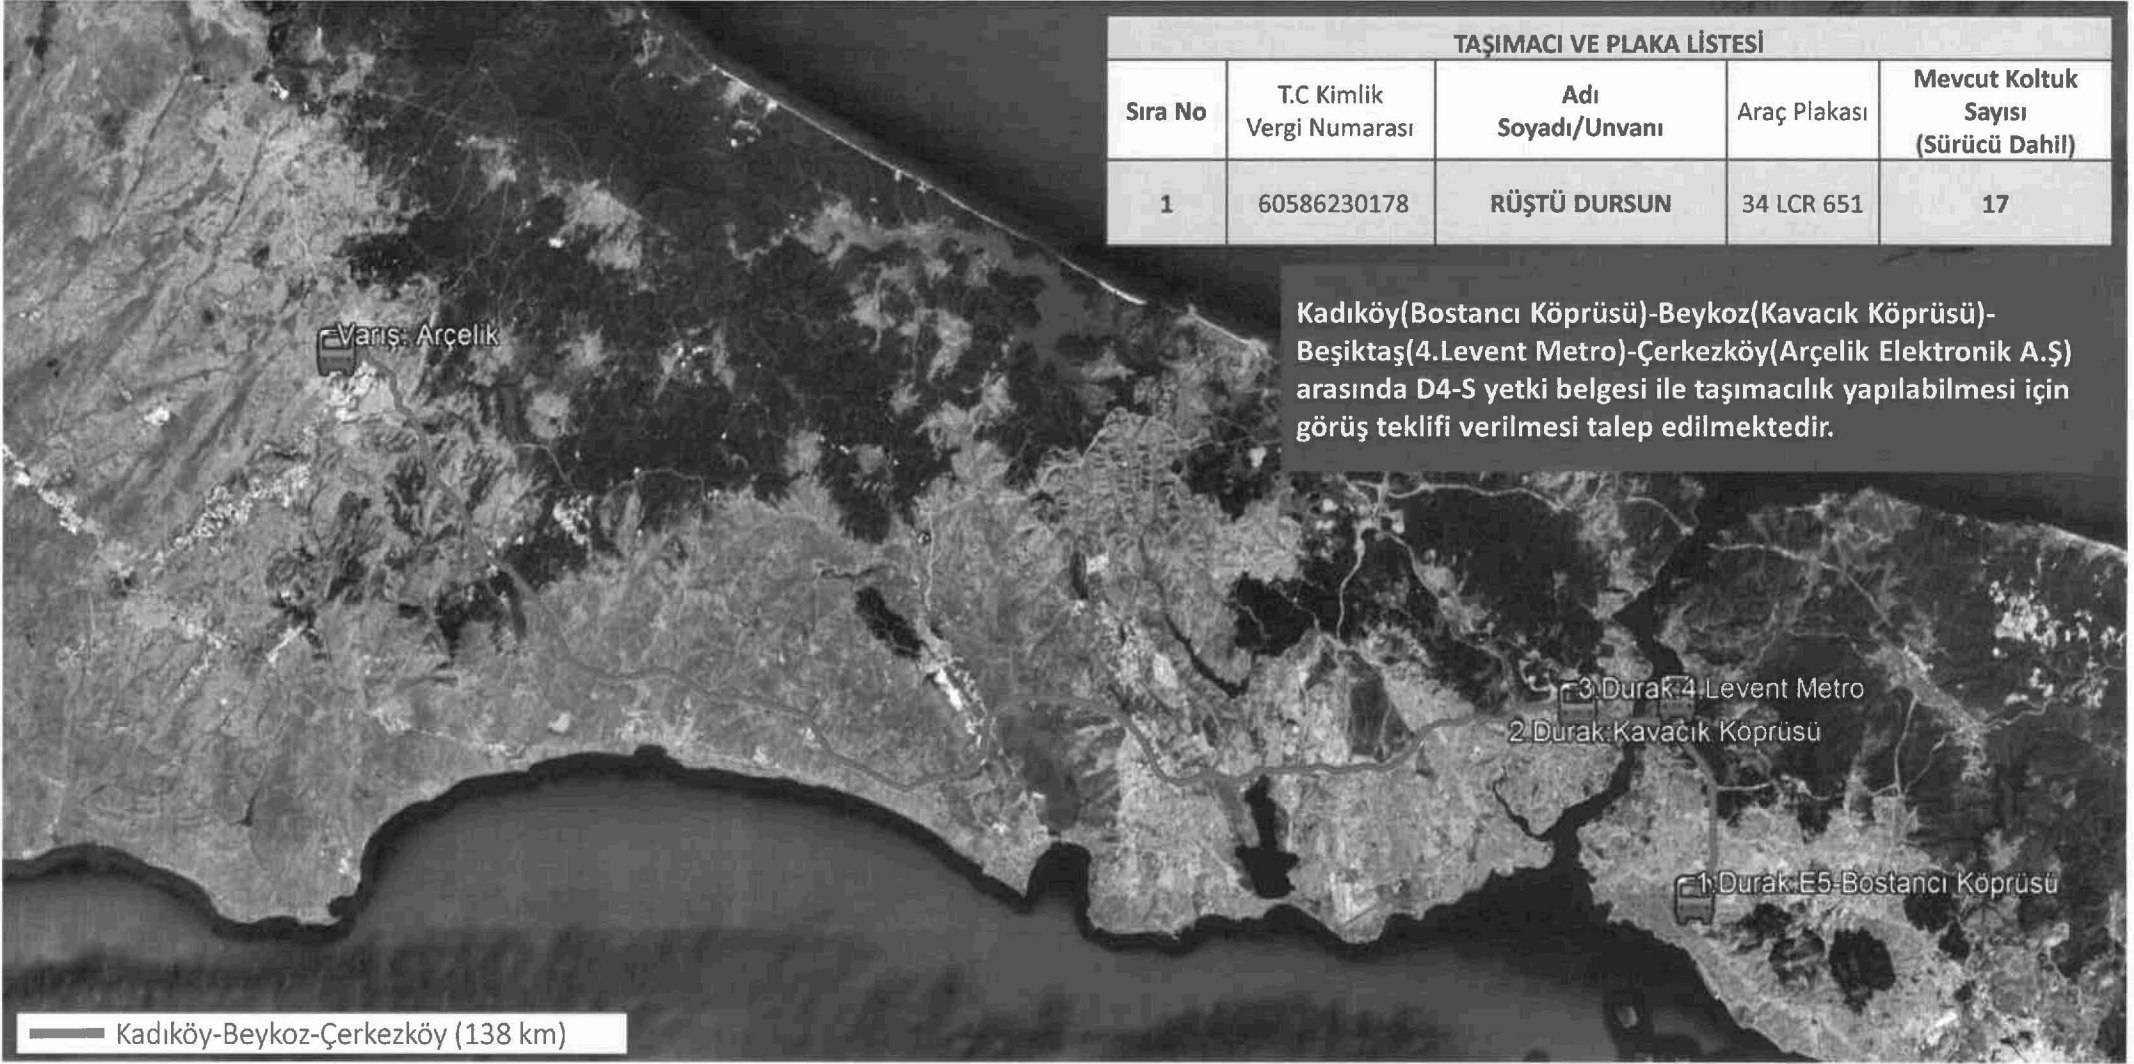 TAŞIMACI VE PLAKA LİSTESİ
Sıra No
T.C Kimlik
Vergi Numarası
Adı
Soyadı/Unvanı
Araç Plakası
Mevcut Koltuk
Sayısı
(Sürücü Dahil)
1
60586230178
RÜŞTÜ DURSUN
34 LCR 651
17
Kadıköy(Bostancı Köprüsü)-Beykoz(Kavacık Köprüsü)-
Beşiktaş(4.Levent Metro)-Çerkezköy(Arçelik Elektronik A.Ş)
arasında D4-S yetki belgesi ile taşımacılık yapılabilmesi için
görüş teklifi verilmesi talep edilmektedir.
Varış: Arçelik
3.Durak:4.Levent Metro
2.Durak:Kavacık Köprüsü
1.Durak:E5-Bostancı Köprüsü
Kadıköy-Beykoz-Çerkezköy (138 km)